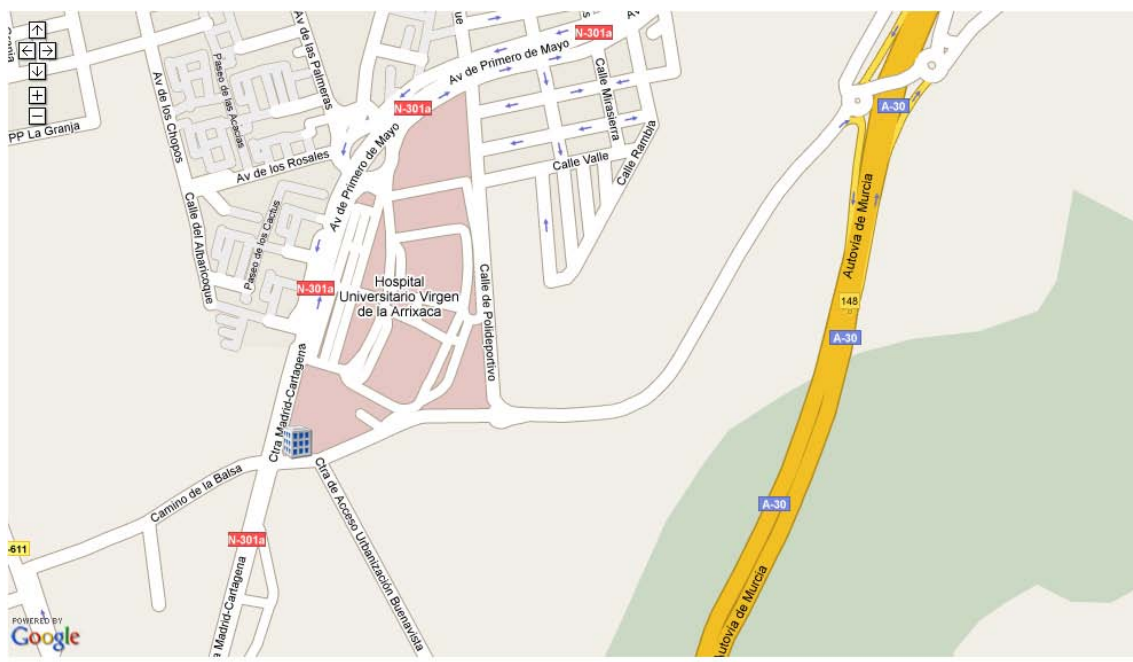 N-301a
Av de Primero de Mayo
Av de las Palmeras
Paseo de las Acacias
Av de los Chopos
PP La Granja
N-301a
Calle Mirasierra
A-30
Calle Valle
Calle Rambla
Av de los Rosales
Av de Primero de Mayo
Paseo de los Cactus
Calle del Albaricoque
Autovía de Murcia
Hospital
Universitario Virgen
de la Arrixaca
N-301a
Calle de Polideportivo
148
A-30
Ctra Madrid-Cartagena
Camino de la Balsa
Ctra de Acceso Urbanización Buenavista
A-30
N-301a
-611
a Madrid-Cartagena
Autovía de Murcia
POWERED BY
Google